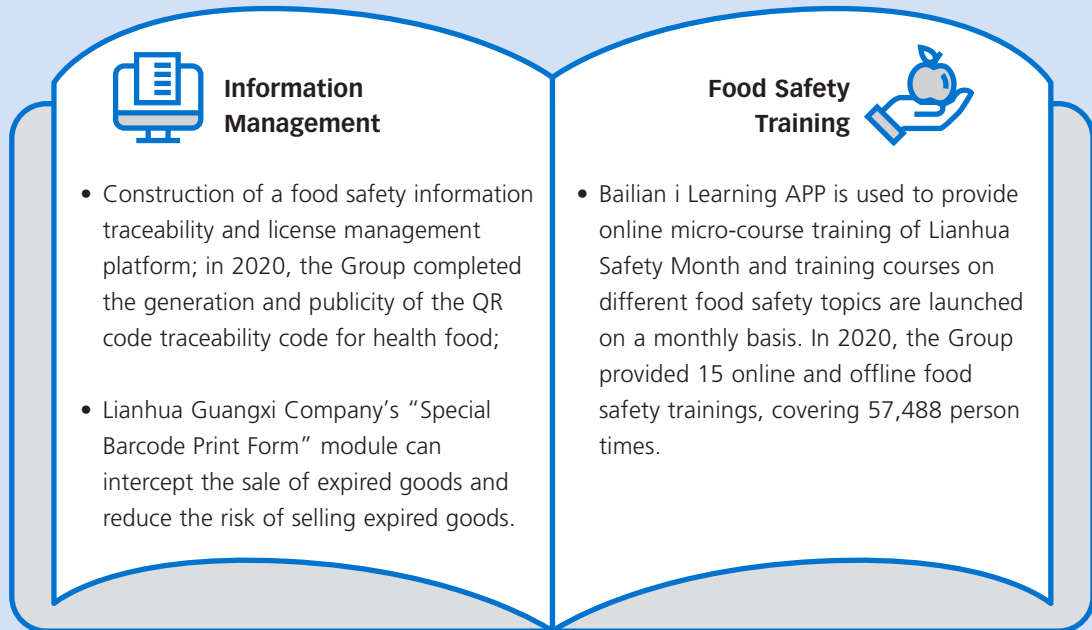 Information
Management
• Construction of a food safety information
traceability and license management
platform; in 2020, the Group completed
the generation and publicity of the QR
code traceability code for health food;
• Lianhua Guangxi Company’s “Special
Barcode Print Form” module can
intercept the sale of expired goods and
reduce the risk of selling expired goods.
Food Safety
Training
• Bailian i Learning APP is used to provide
online micro-course training of Lianhua
Safety Month and training courses on
different food safety topics are launched
on a monthly basis. In 2020, the Group
provided 15 online and offline food
safety trainings, covering 57,488 person
times.